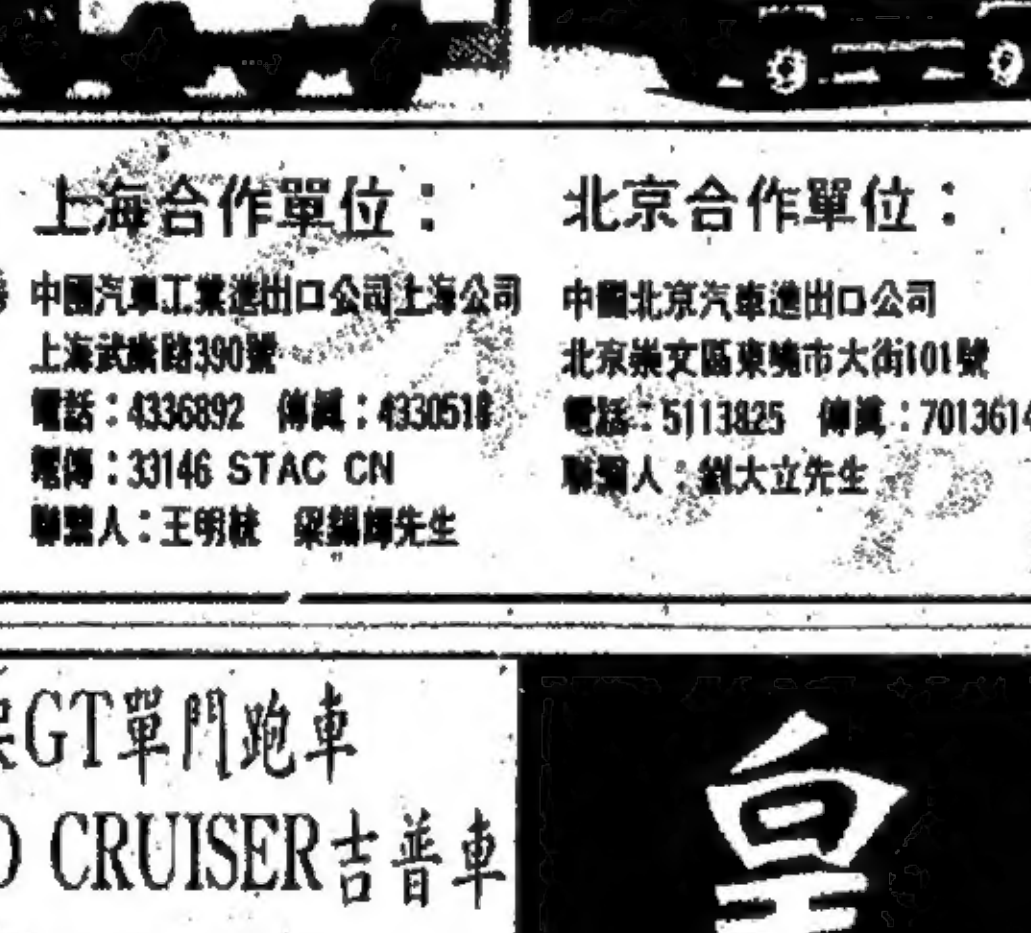 上海合作單位：
中國汽車工業進出口公司上海公司
上海武康路390號
電話：4336892 傳真：4330518
電傳：33146 STAC CN
聯繫人：王明 先生
北京合作單位：
中國北京汽車進出口公司
北京崇文區東曉市大街101號
電話：5113825 傳真：7013614
聯繫人：劉大立先生
GT單門跑車
CRUISER吉普車
皇